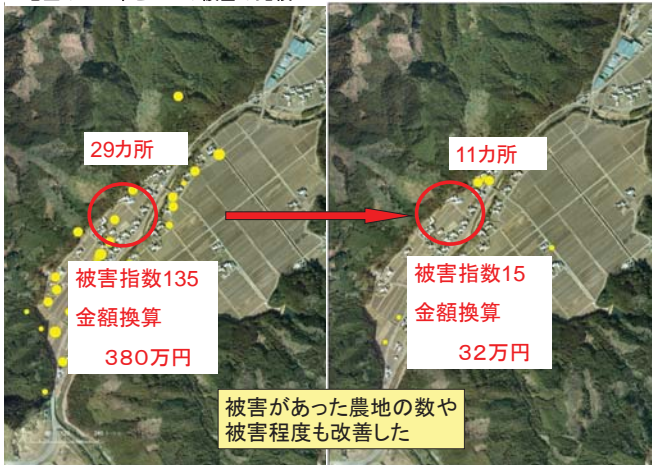 29カ所
被害指数135
金額換算
380万円
11カ所
被害指数15
金額換算
32万円
被害があった農地の数や
被害程度も改善した